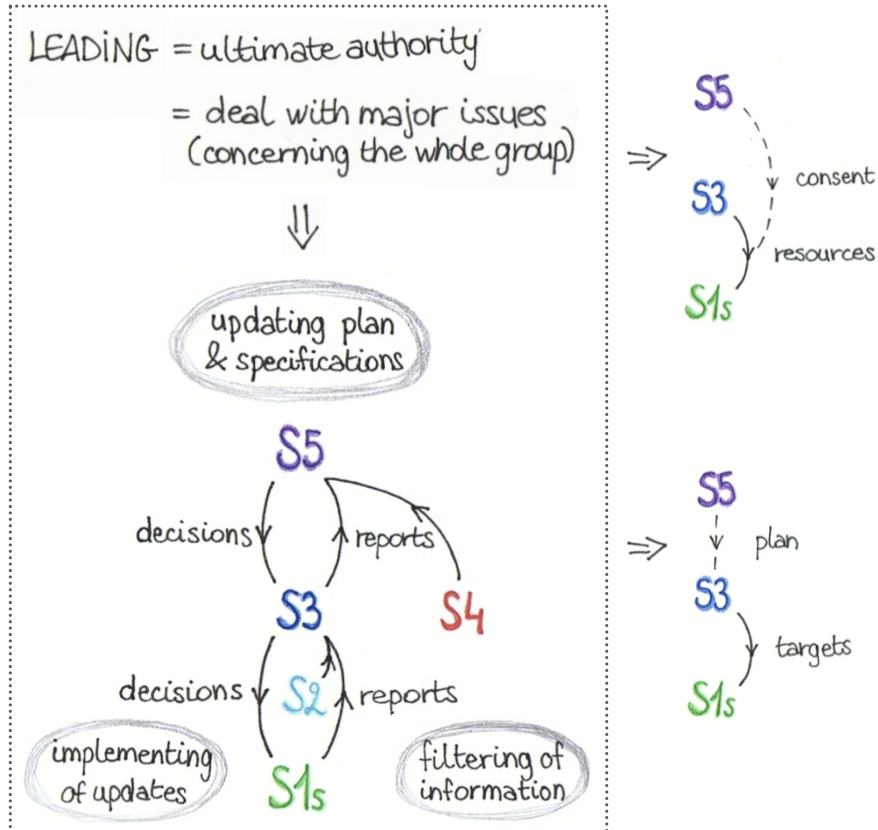 LEADING = ultimate authority
= deal with major issues
(concerning the whole group)
⇓
updating plan
& specifications
S5
decisions
reports
S3
S4
decisions
S2
reports
implementing
of updates
S1s
filtering of
information
⇒
S5
consent
S3
resources
S1s
⇒
S5
plan
S3
targets
S1s